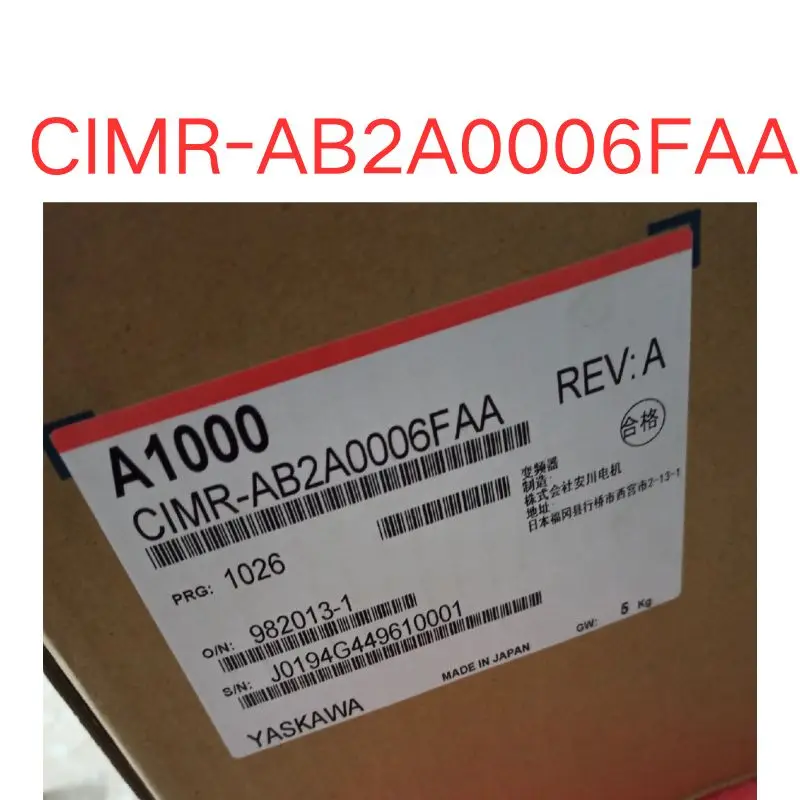 CIMR-AB2A0006FAA
A1000
REV: A
CIMR-AB2A0006FAA
合格
变频器
制造:
株式会社安川电机
地址:
日本福冈县行桥市西宫市2-13-1
PRG: 1026
O/N: 982013-1
S/N: J0194G449610001
GW: 5 Kg
MADE IN JAPAN
YASKAWA